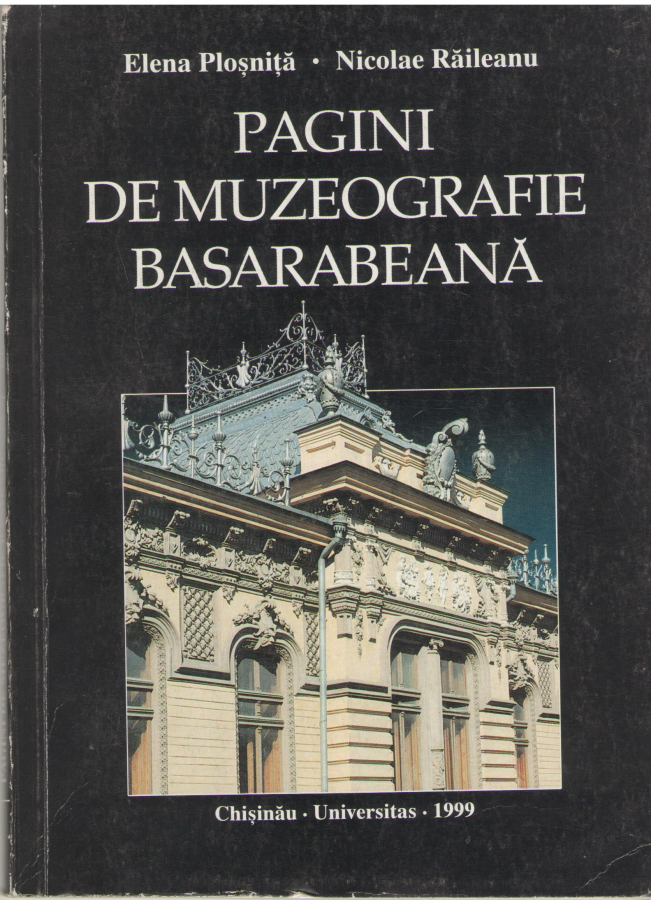 Elena Ploșniță • Nicolae Răileanu
PAGINI
DE MUZEOGRAFIE
BASARABEANĂ
Chișinău · Universitas · 1999